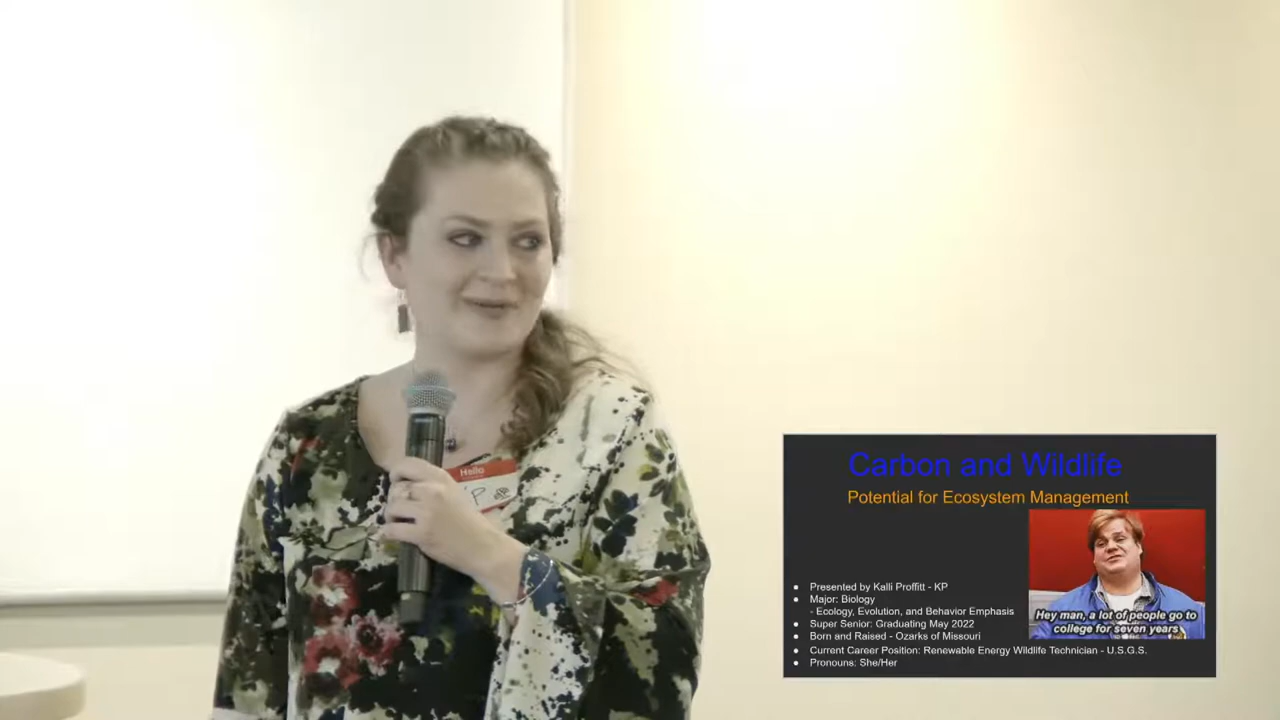 Hello
P
Carbon and Wildlife
Potential for Ecosystem Management
Hey man, a lot of people go to
college for seven years
● Presented by Kalli Proffitt - KP
● Major: Biology
- Ecology, Evolution, and Behavior Emphasis
● Super Senior: Graduating May 2022
● Born and Raised - Ozarks of Missouri
● Current Career Position: Renewable Energy Wildlife Technician - U.S.G.S.
● Pronouns: She/Her